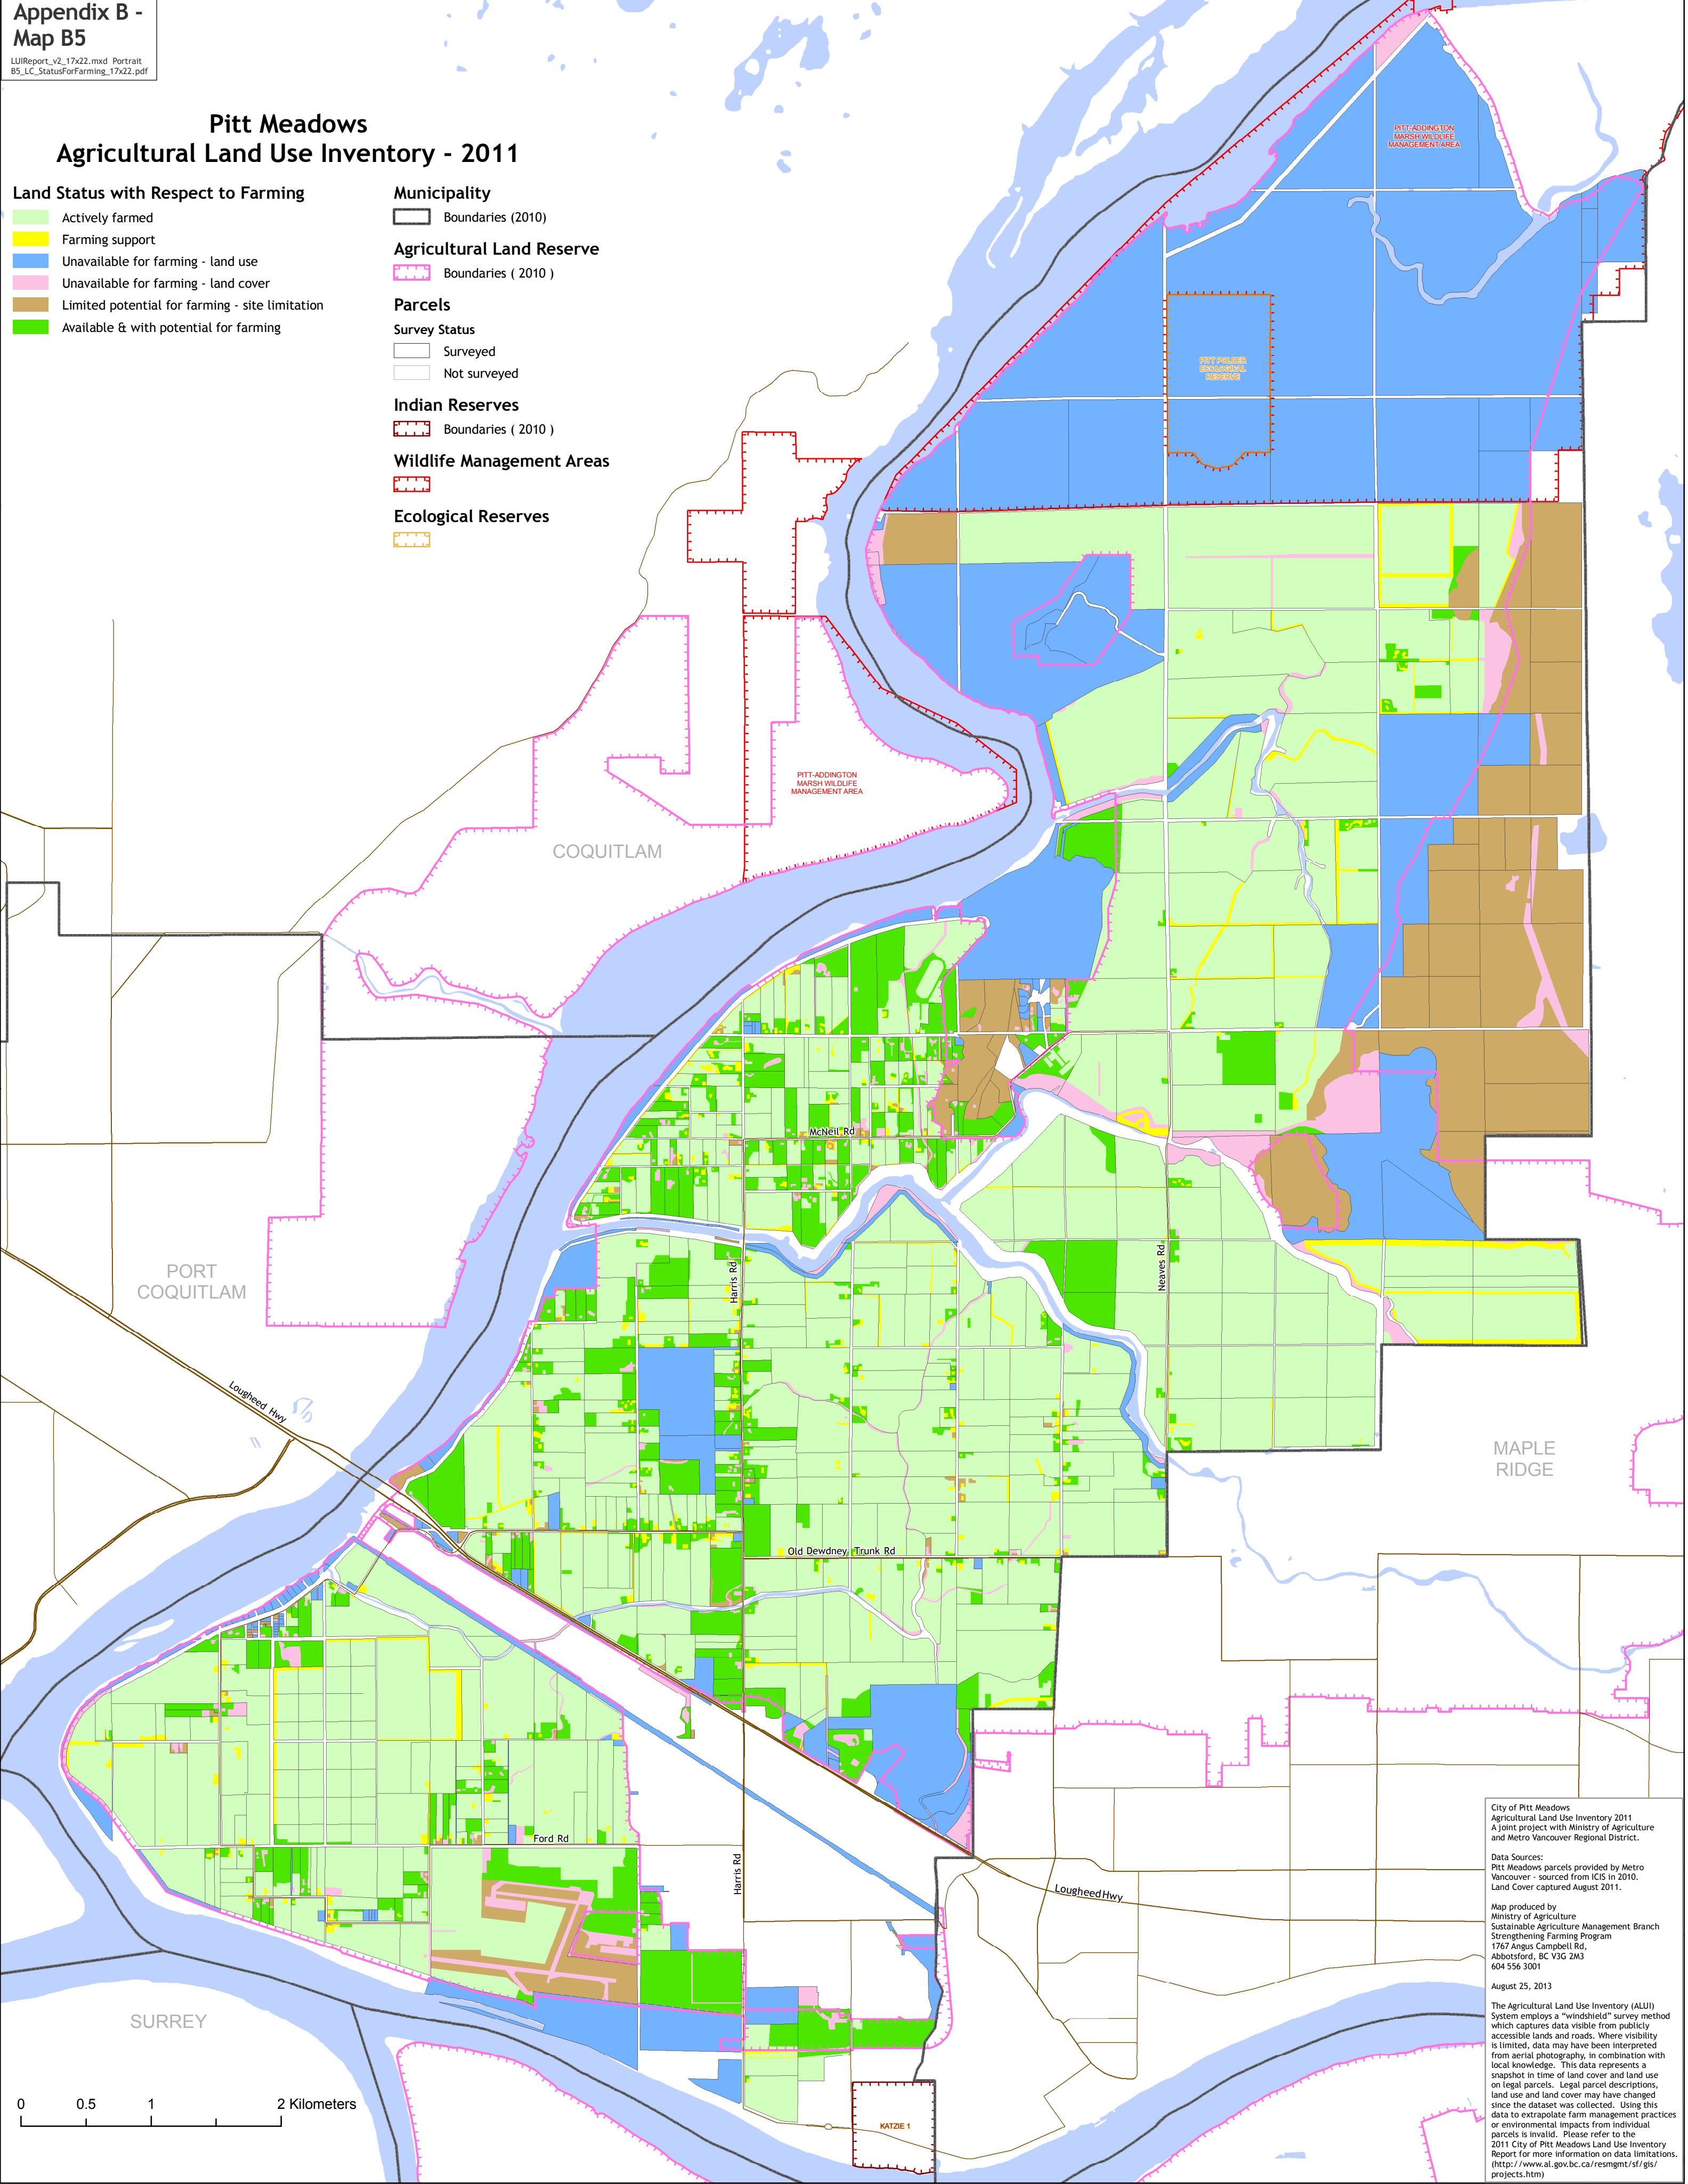 Appendix B -
Map B5
LUIReport_v2_17x22.mxd Portrait
B5_LC_StatusForFarming_17x22.pdf
Pitt Meadows
Agricultural Land Use Inventory - 2011
Land Status with Respect to Farming
Actively farmed
Farming support
Unavailable for farming - land use
Unavailable for farming - land cover
Limited potential for farming - site limitation
Available & with potential for farming
Municipality
Boundaries (2010)
Agricultural Land Reserve
Boundaries ( 2010 )
Parcels
Survey Status
Surveyed
Not surveyed
Indian Reserves
Boundaries ( 2010 )
Wildlife Management Areas
Ecological Reserves
PITT-ADDINGTON
MARSH WILDLIFE
MANAGEMENT AREA
PITT POLDER
ECOLOGICAL
RESERVE
PITT-ADDINGTON
MARSH WILDLIFE
MANAGEMENT AREA
COQUITLAM
McNeil Rd
PORT
COQUITLAM
Harris Rd
Neaves Rd
Lougheed Hwy
MAPLE
RIDGE
Old Dewdney Trunk Rd
Ford Rd
Harris Rd
Lougheed Hwy
SURREY
KATZIE 1
0 0.5 1 2 Kilometers
City of Pitt Meadows
Agricultural Land Use Inventory 2011
A joint project with Ministry of Agriculture
and Metro Vancouver Regional District.
Data Sources:
Pitt Meadows parcels provided by Metro
Vancouver - sourced from ICIS in 2010.
Land Cover captured August 2011.
Map produced by
Ministry of Agriculture
Sustainable Agriculture Management Branch
Strengthening Farming Program
1767 Angus Campbell Rd,
Abbotsford, BC V3G 2M3
604 556 3001
August 25, 2013
The Agricultural Land Use Inventory (ALUI)
System employs a "windshield" survey method
which captures data visible from publicly
accessible lands and roads. Where visibility
is limited, data may have been interpreted
from aerial photography, in combination with
local knowledge. This data represents a
snapshot in time of land cover and land use
on legal parcels. Legal parcel descriptions,
land use and land cover may have changed
since the dataset was collected. Using this
data to extrapolate farm management practices
or environmental impacts from individual
parcels is invalid. Please refer to the
2011 City of Pitt Meadows Land Use Inventory
Report for more information on data limitations.
(http://www.al.gov.bc.ca/resmgmt/sf/gis/
projects.htm)